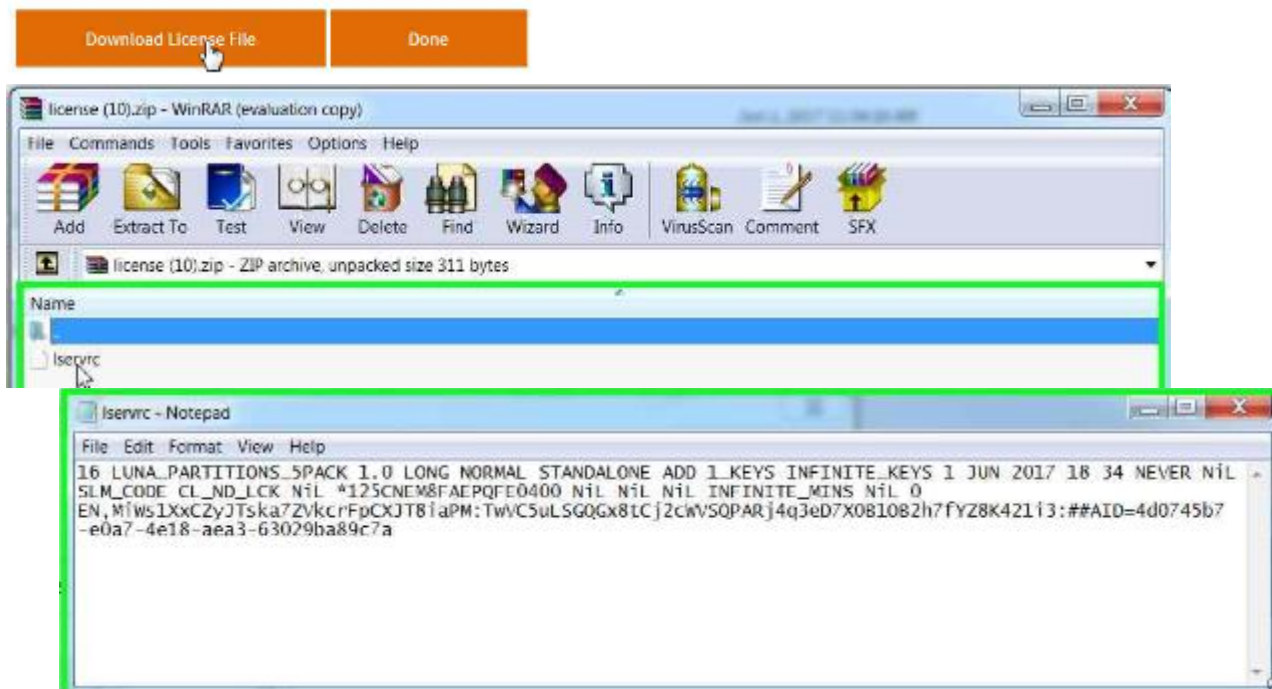 Download License File
Done
license (10).zip - WinRAR (evaluation copy)
File Commands Tools Favorites Options Help
Add Extract To Test View Delete Find Wizard Info VirusScan Comment SFX
license (10).zip - ZIP archive, unpacked size 311 bytes
Name
..
lservrc
lservrc - Notepad
File Edit Format View Help
16 LUNA_PARTITIONS_5PACK 1.0 LONG NORMAL STANDALONE ADD 1_KEYS INFINITE_KEYS 1 JUN 2017 18 34 NEVER NiL
SLM_CODE CL_ND_LCK NiL *125CNEM8FAEPQFE0400 NiL NiL NiL INFINITE_MINS NiL 0
EN,MiWs1XxCZyJTska7ZVkcrFpCXJT8iaPM:TwVC5uLSGQGx8tCj2cWVSQPARj4q3eD7X0B1OB2h7fYZ8K421i3:##AID=4d0745b7
-e0a7-4e18-aea3-63029ba89c7a